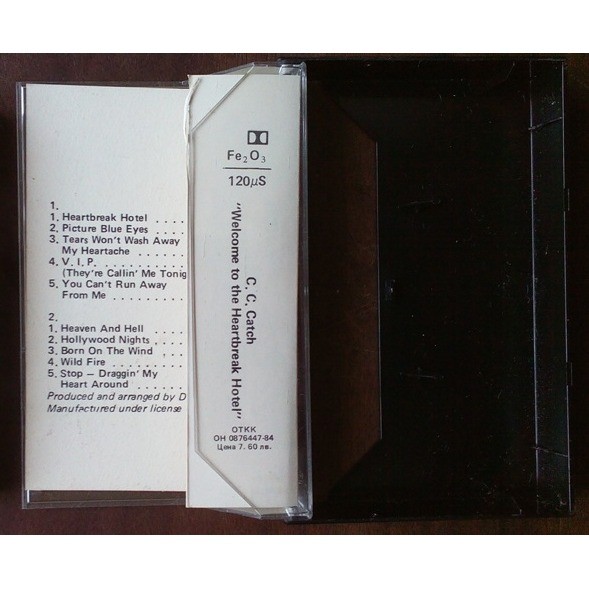 1.
1. Heartbreak Hotel . . . .
2. Picture Blue Eyes . . . .
3. Tears Won't Wash Away
My Heartache . . . . . .
4. V. I. P. . . . . . . . . .
(They're Callin' Me Tonig
5. You Can't Run Away
From Me . . . . . . . .
2.
1. Heaven And Hell . . . .
2. Hollywood Nights . . . .
3. Born On The Wind . . .
4. Wild Fire . . . . . . . .
5. Stop – Draggin' My
Heart Around . . . . . .
Produced and arranged by D
Manufactured under license
Fe2O3
120µS
C. C. Catch
"Welcome to the Heartbreak Hotel"
ОТКК
ОН 0876447-84
Цена 7. 60 лв.